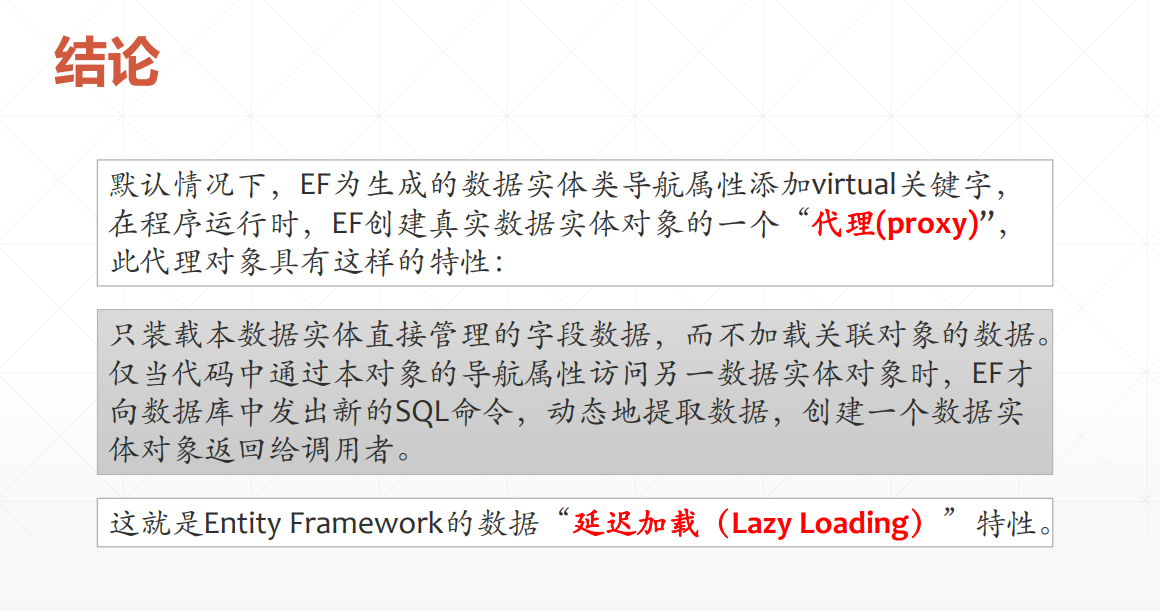 结论
默认情况下，EF为生成的数据实体类导航属性添加virtual关键字，
在程序运行时，EF创建真实数据实体对象的一个“代理(proxy)”，
此代理对象具有这样的特性：
只装载本数据实体直接管理的字段数据，而不加载关联对象的数据。
仅当代码中通过本对象的导航属性访问另一数据实体对象时，EF才
向数据库中发出新的SQL命令，动态地提取数据，创建一个数据实
体对象返回给调用者。
这就是Entity Framework的数据“延迟加载（Lazy Loading）”特性。